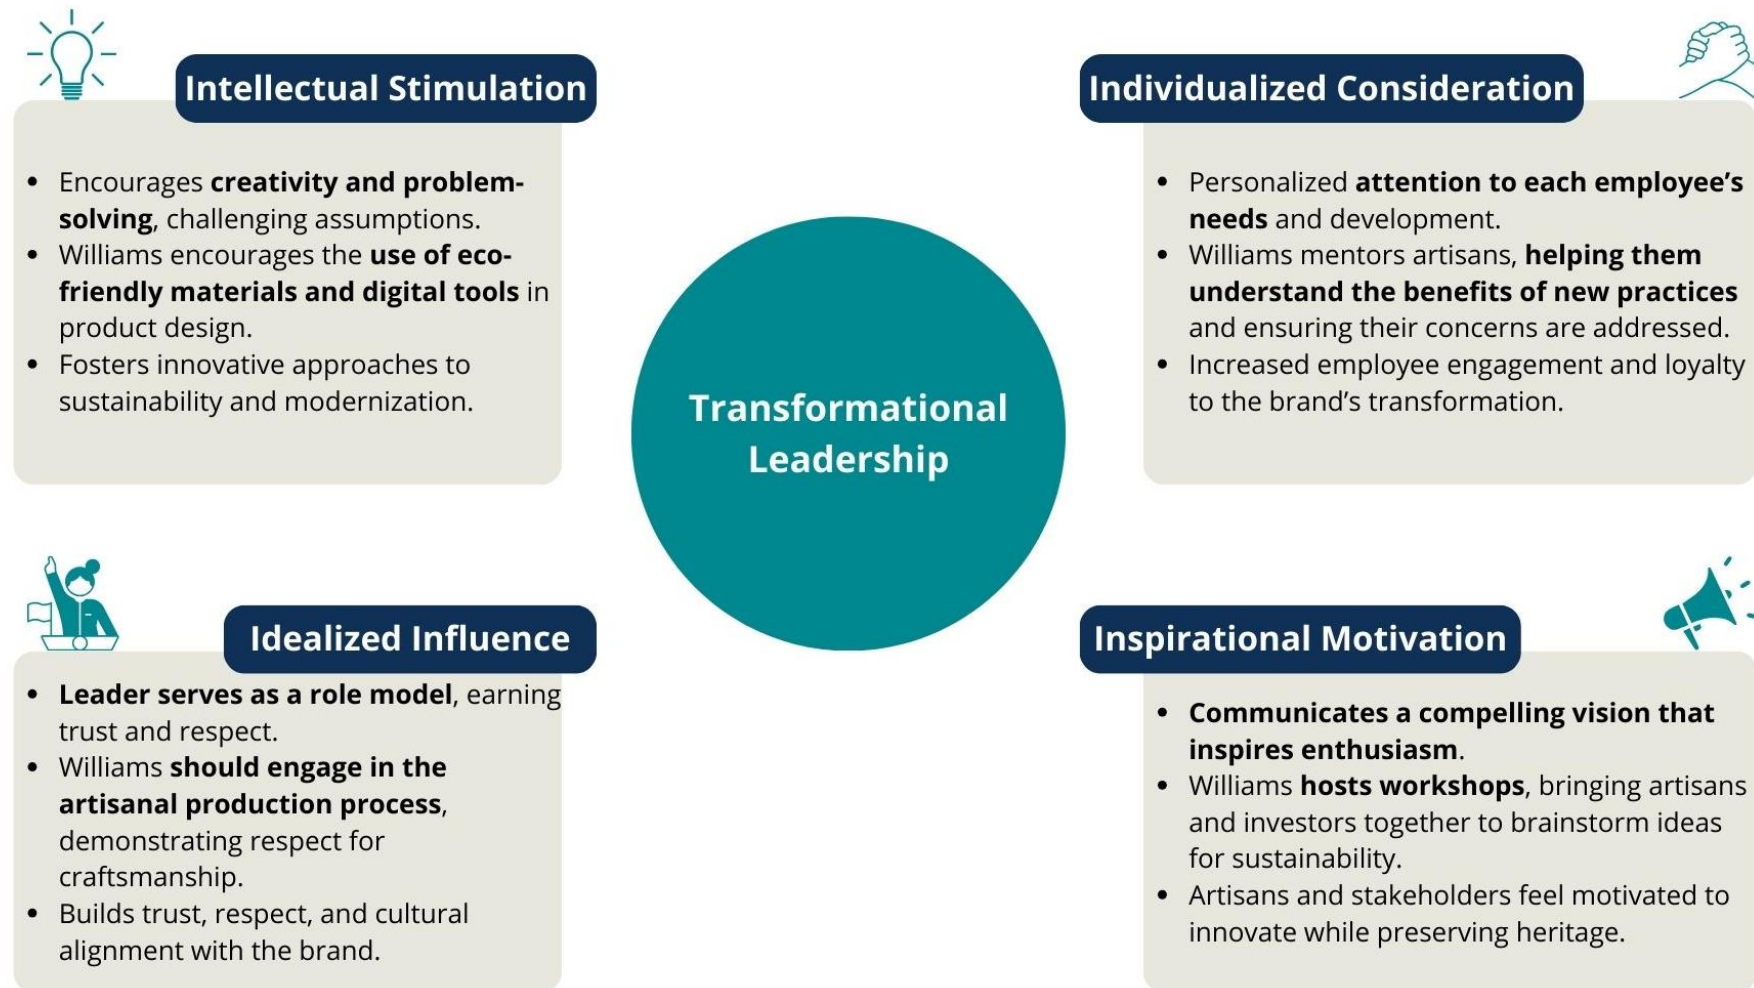 Intellectual Stimulation
• Encourages creativity and problem-
solving, challenging assumptions.
• Williams encourages the use of eco-
friendly materials and digital tools in
product design.
• Fosters innovative approaches to
sustainability and modernization.
Individualized Consideration
• Personalized attention to each employee’s
needs and development.
• Williams mentors artisans, helping them
understand the benefits of new practices
and ensuring their concerns are addressed.
• Increased employee engagement and loyalty
to the brand’s transformation.
Transformational
Leadership
Idealized Influence
• Leader serves as a role model, earning
trust and respect.
• Williams should engage in the
artisanal production process,
demonstrating respect for
craftsmanship.
• Builds trust, respect, and cultural
alignment with the brand.
Inspirational Motivation
• Communicates a compelling vision that
inspires enthusiasm.
• Williams hosts workshops, bringing artisans
and investors together to brainstorm ideas
for sustainability.
• Artisans and stakeholders feel motivated to
innovate while preserving heritage.